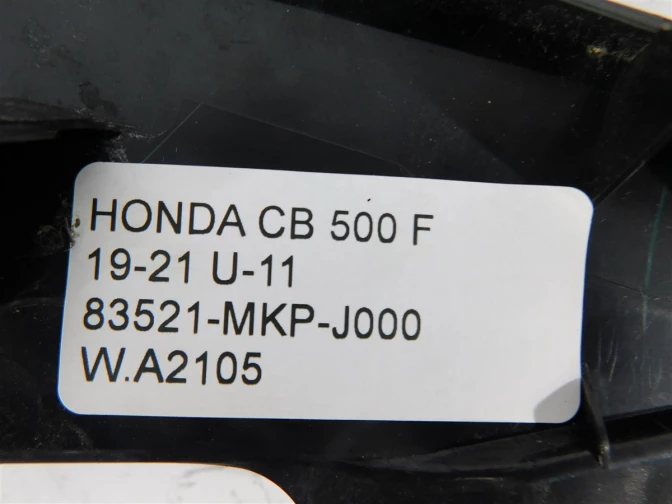 HONDA CB 500 F
19-21 U-11
83521-MKP-J000
W.A2105